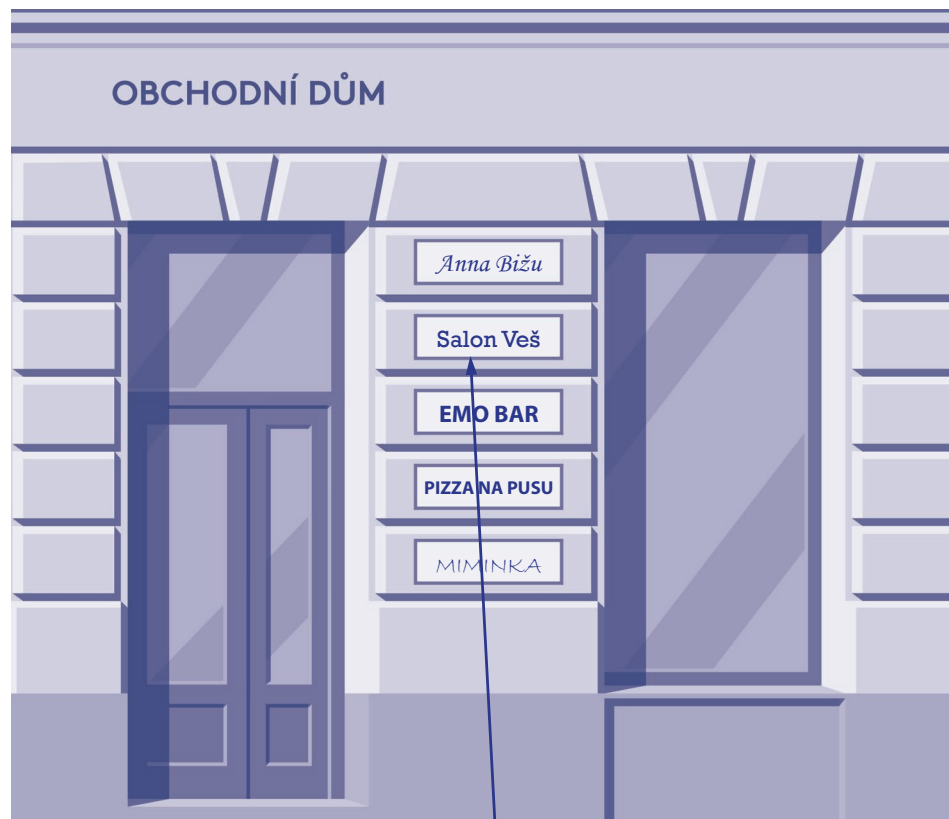 OBCHODNÍ DŮM
Anna Bižu
Salon Veš
EMO BAR
PIZZA NA PUSU
MIMINKA